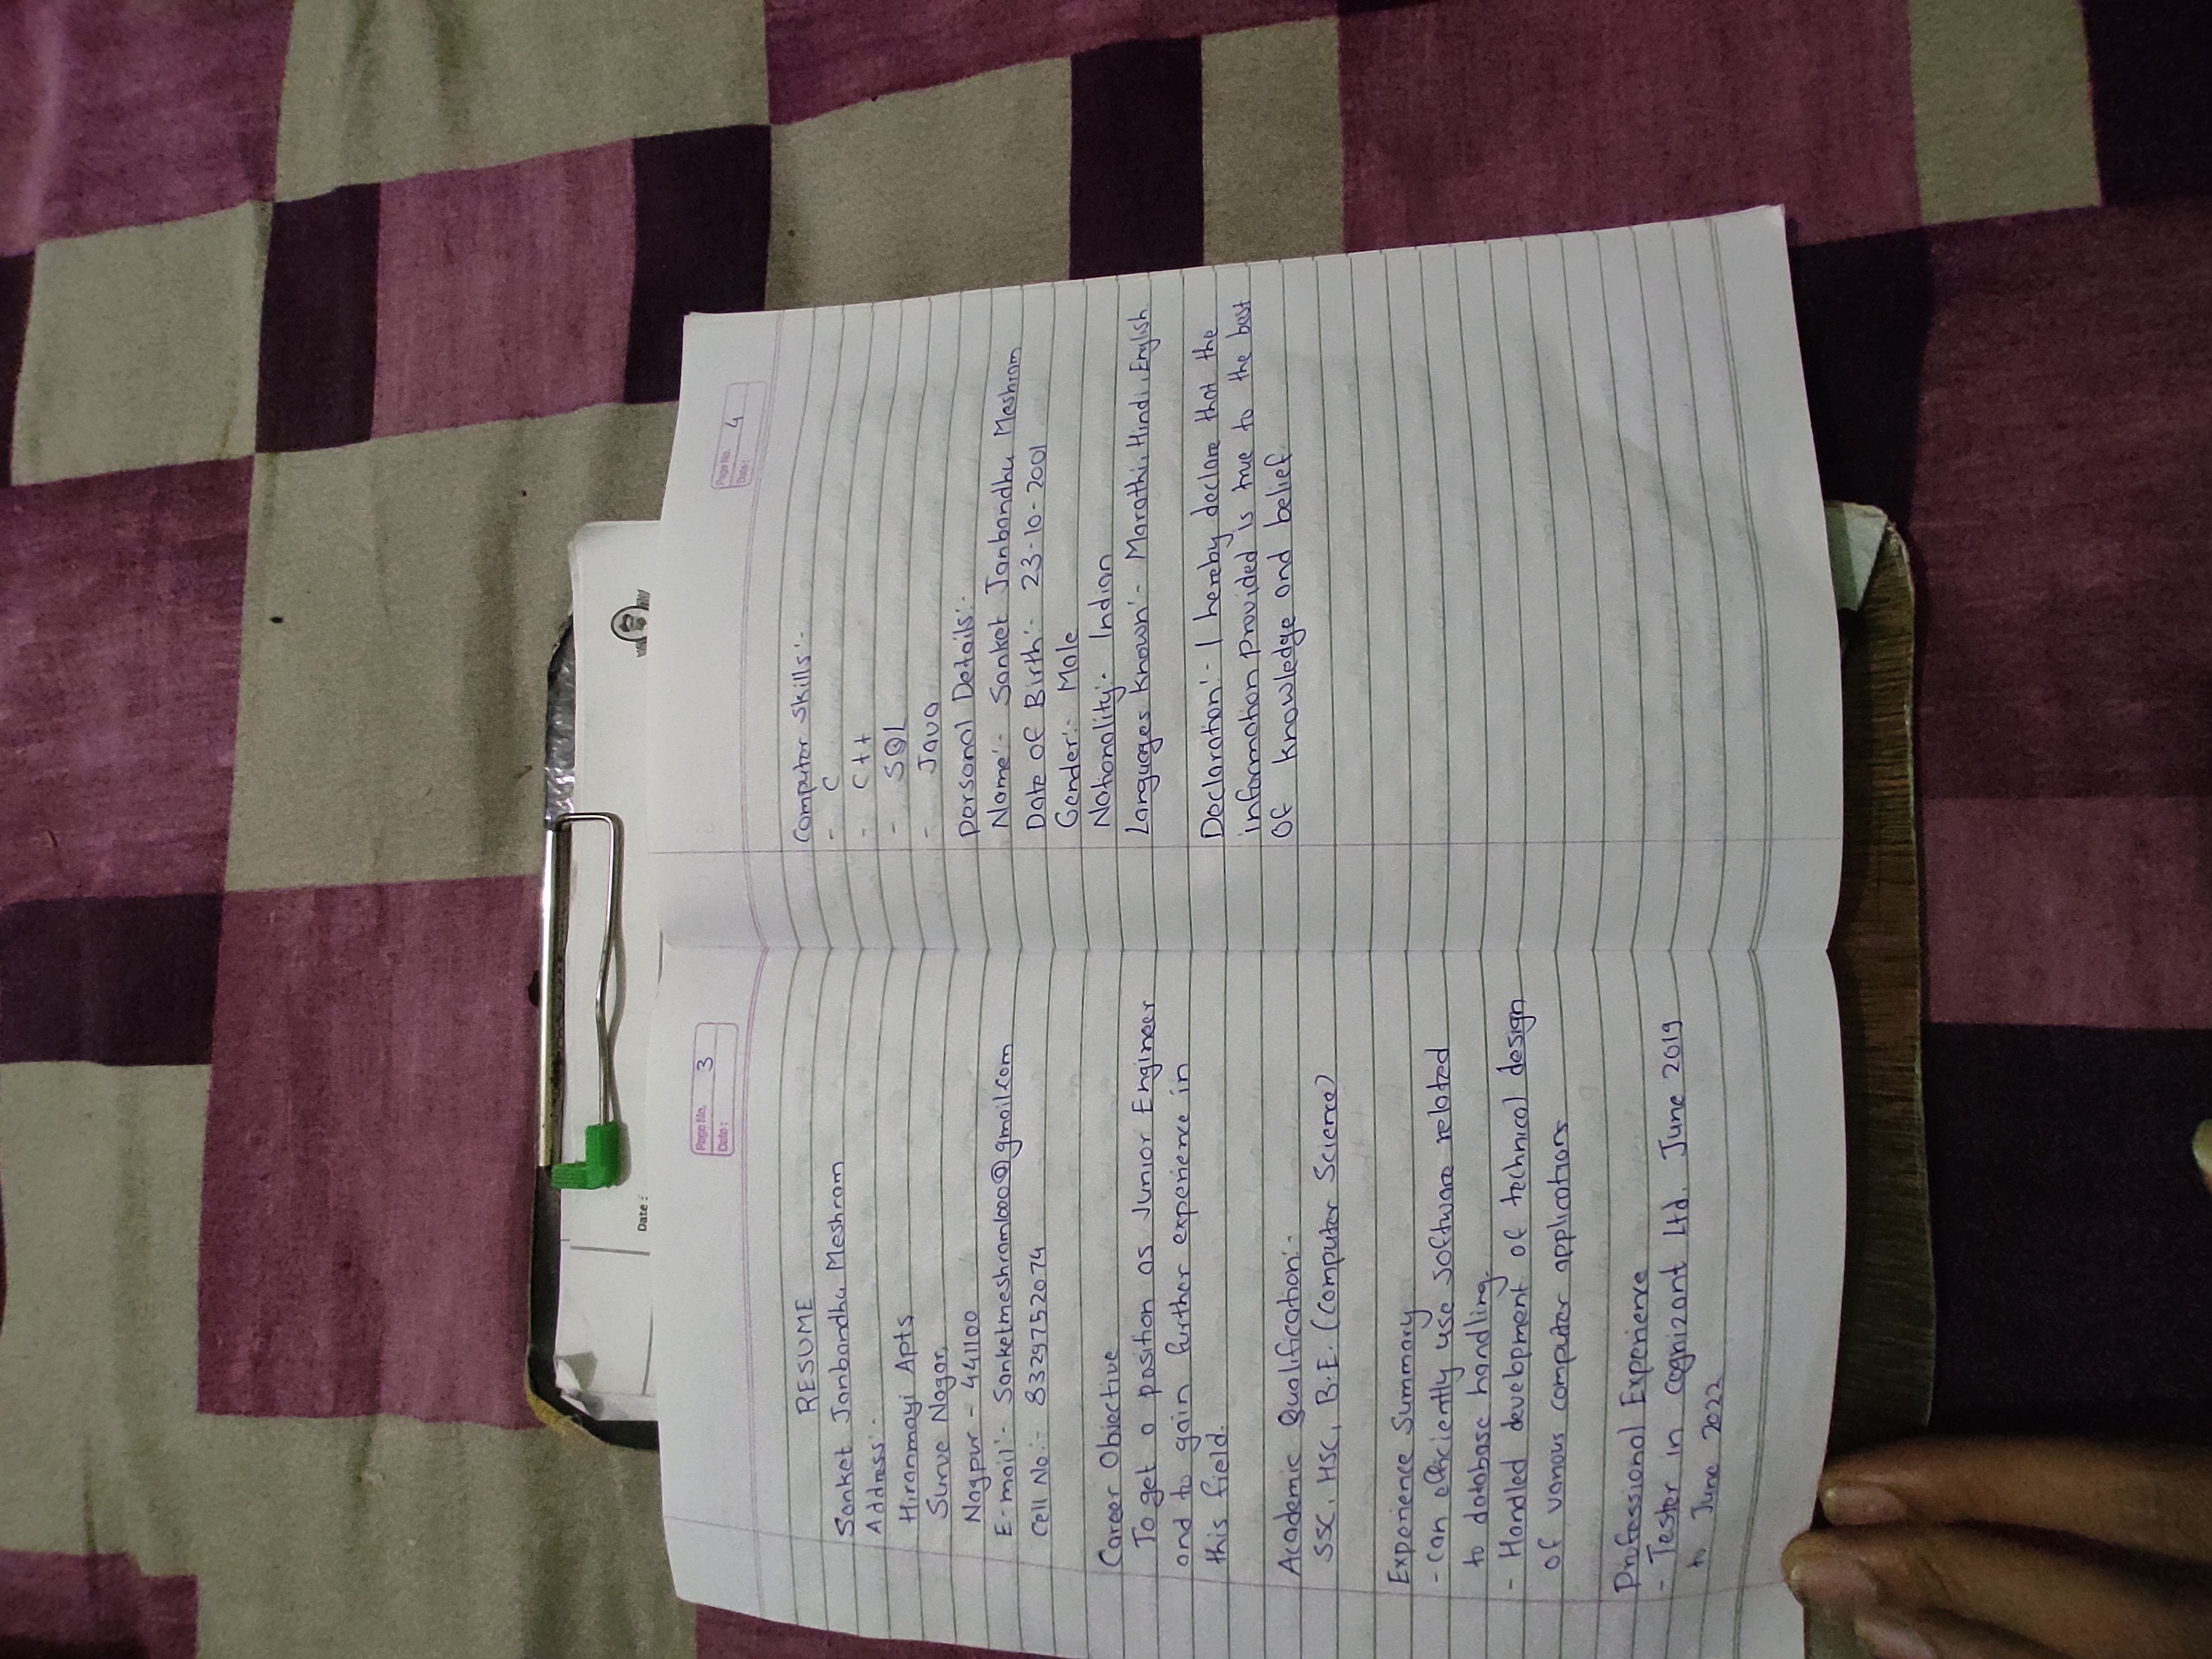 Date :
Page No. 3
Date :
RESUME
Sanket Janbandhu Meshram
Address:-
Hiranmayi Apts
Surve Nagar,
Nagpur - 441100
E-mail:- Sanketmeshram1000@gmail.com
Cell No:- 8329752074
Career Objective
To get a position as Junior Engineer
and to gain further experience in
this field.
Academic Qualification:-
SSC, HSC, B.E. (Computer Science)
Experience Summary
- Can efficiently use software related
to database handling.
- Handled development of technical design
of various computer applications
Professional Experience
- Tester in Cognizant Ltd. June 2019
to June 2022
Page No. 4
Date :
Computer Skills:-
- C
- C++
- SQL
- Java
Personal Details:-
Name:- Sanket Janbandhu Meshram
Date of Birth:- 23-10-2001
Gender:- Male
Nationality:- Indian
Languages Known:- Marathi, Hindi, English
Declaration:- I hereby declare that the
information provided is true to the best
of knowledge and belief.